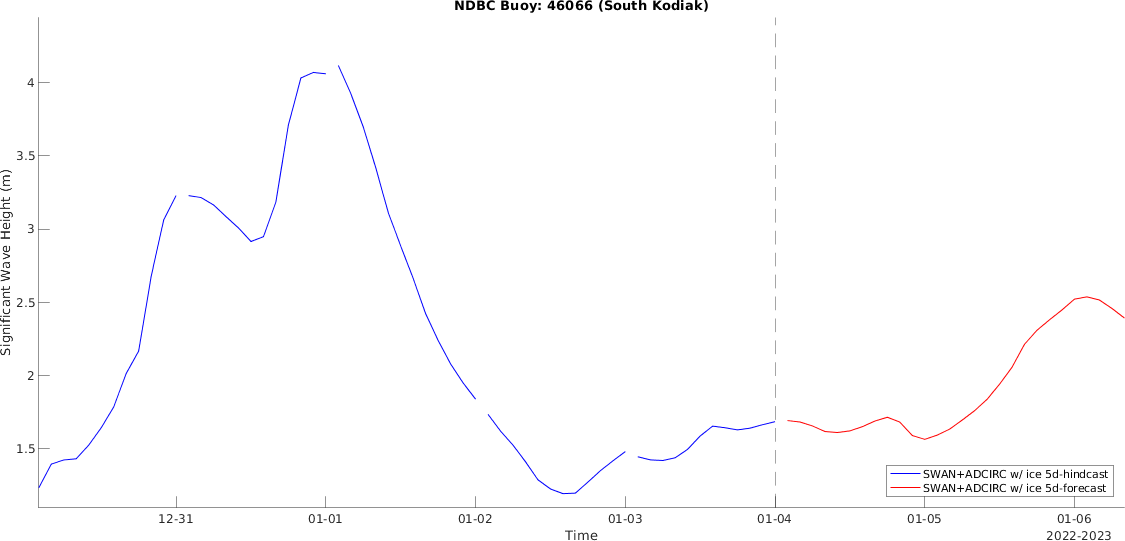 NDBC Buoy: 46066 (South Kodiak)
Significant Wave Height (m)
4
3.5
3
2.5
2
1.5
SWAN+ADCIRC w/ ice 5d-hindcast
SWAN+ADCIRC w/ ice 5d-forecast
12-31
01-01
01-02
01-03
01-04
01-05
01-06
Time
2022-2023